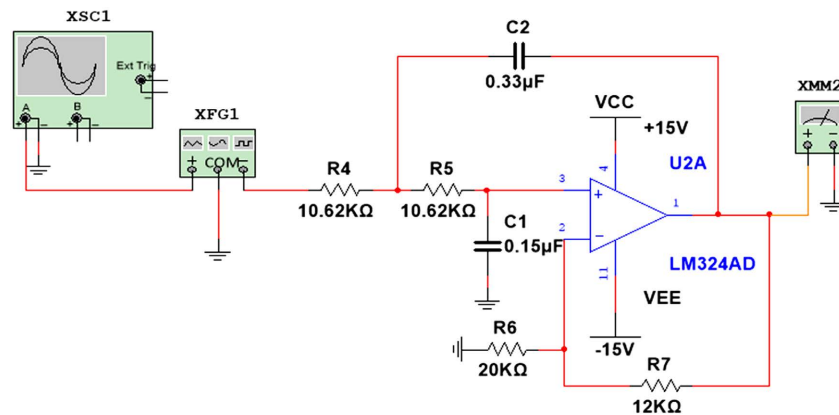 XSC1
Ext Trig
+
−
A
B
+
−
+
−
XFG1
+
COM
−
R4
10.62KΩ
R5
10.62KΩ
C2
0.33µF
C1
0.15µF
VCC
+15V
4
U2A
3
+
2
−
1
11
LM324AD
VEE
-15V
R6
20KΩ
R7
12KΩ
XMM2
+
−